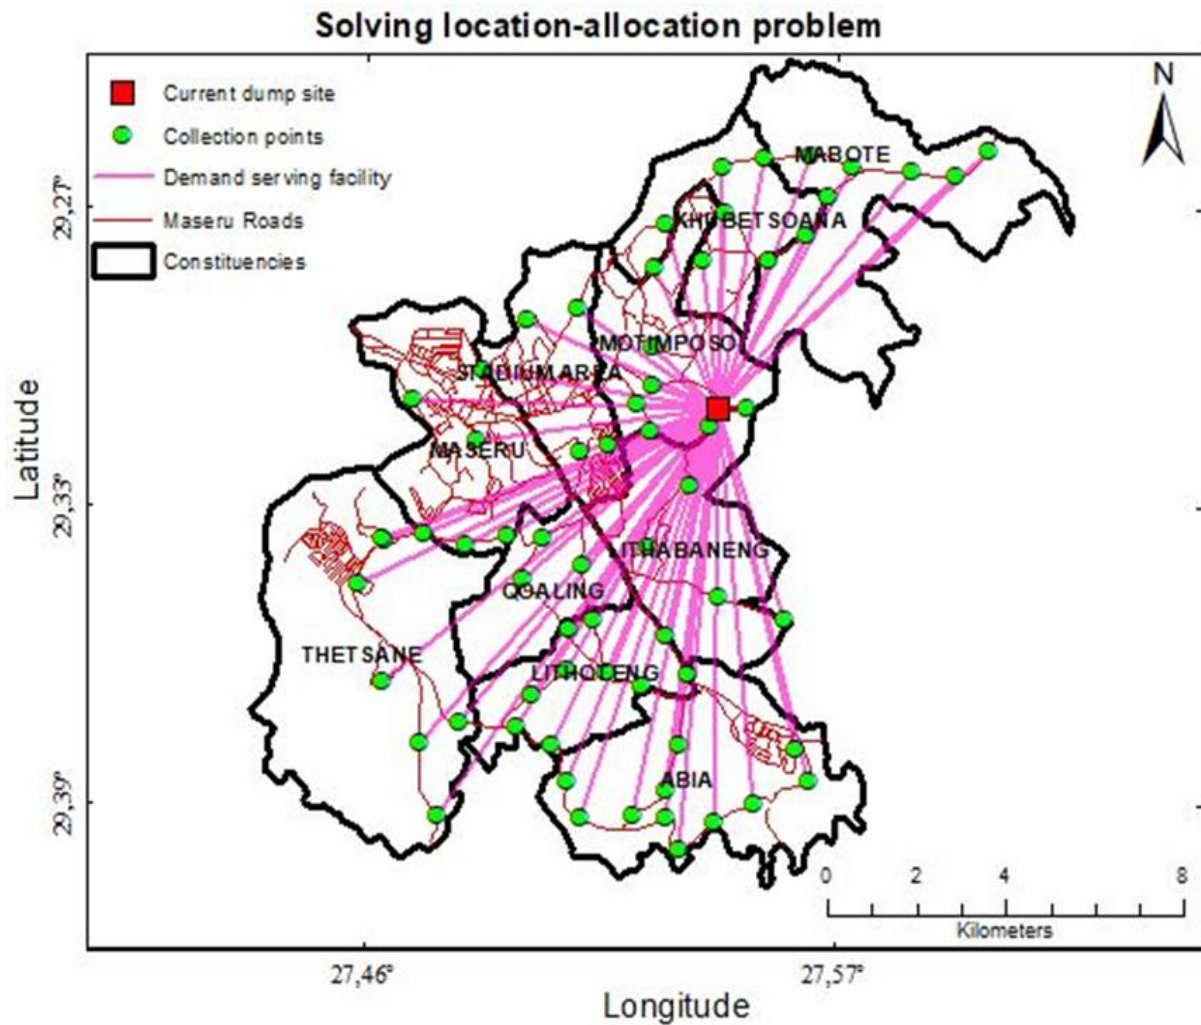 Solving location-allocation problem
N
Current dump site
Collection points
Demand serving facility
Maseru Roads
Constituencies
MABOTE
KHUBETSOANA
MOTIMPOSO
STADIUM AREA
MASERU
LITHABANENG
QOALING
THETSANE
LITHOTENG
ABIA
29,27°
29,33°
29,39°
Latitude
0 2 4 8
Kilometers
27,46° 27,57°
Longitude